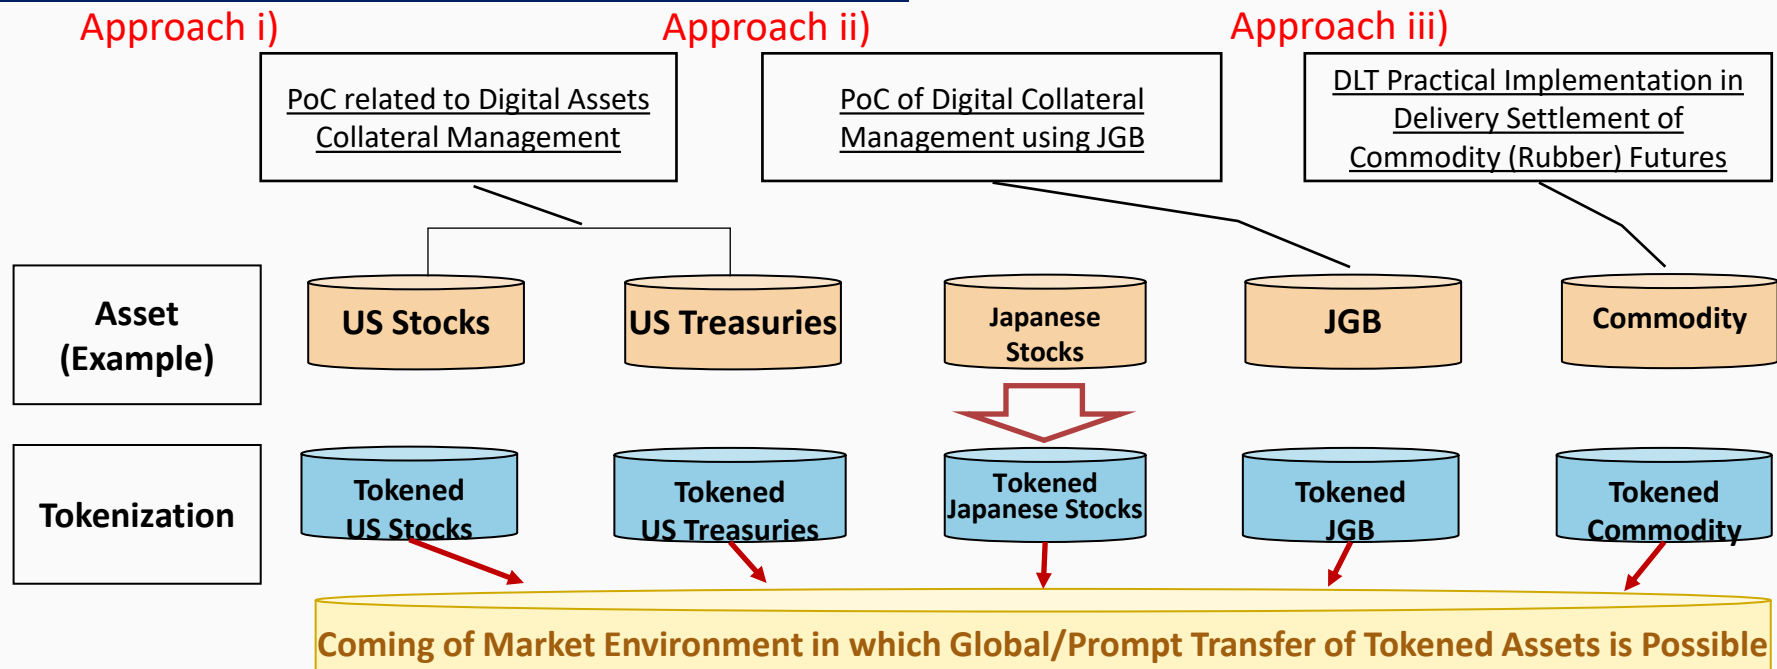 Approach i)
Approach ii)
Approach iii)
PoC related to Digital Assets
Collateral Management
PoC of Digital Collateral
Management using JGB
DLT Practical Implementation in
Delivery Settlement of
Commodity (Rubber) Futures
Asset
(Example)
US Stocks
US Treasuries
Japanese
Stocks
JGB
Commodity
Tokenization
Tokened
US Stocks
Tokened
US Treasuries
Tokened
Japanese Stocks
Tokened
JGB
Tokened
Commodity
Coming of Market Environment in which Global/Prompt Transfer of Tokened Assets is Possible